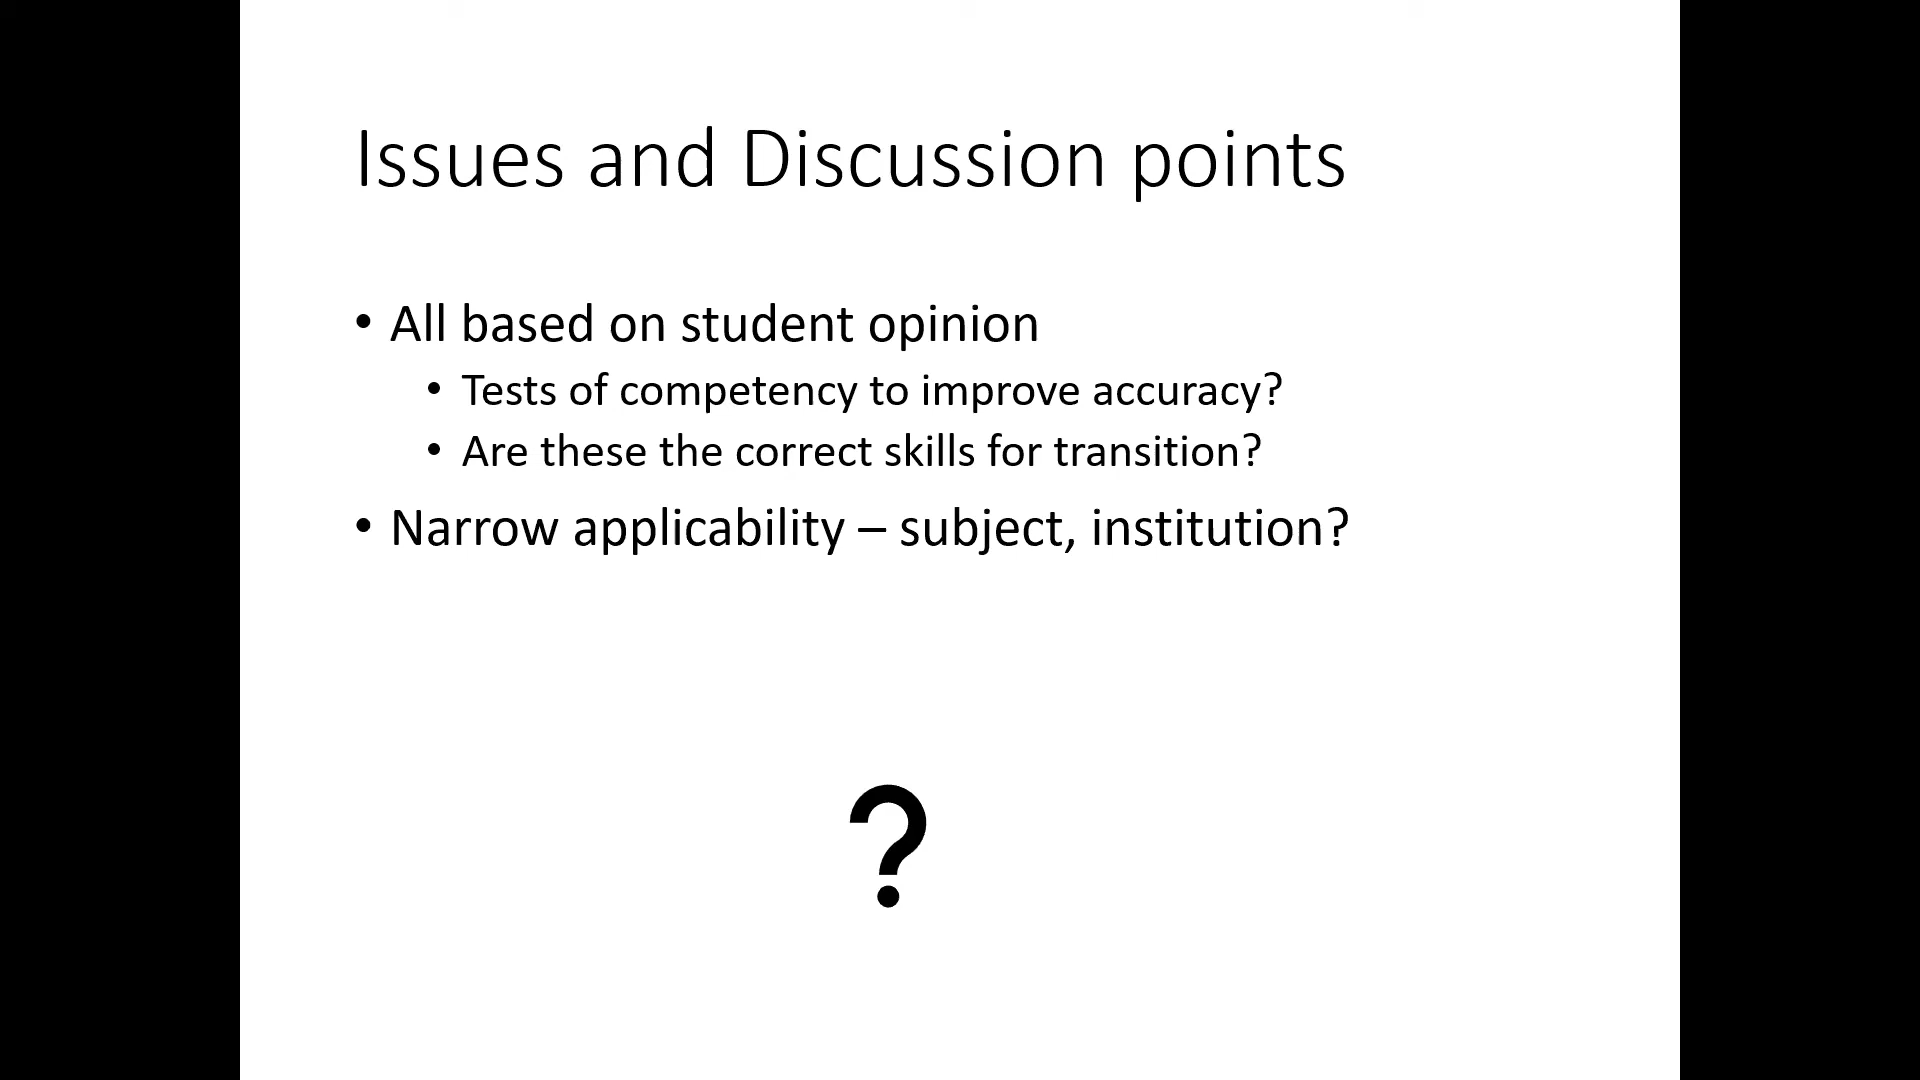 Issues and Discussion points
• All based on student opinion
• Tests of competency to improve accuracy?
• Are these the correct skills for transition?
• Narrow applicability – subject, institution?
?